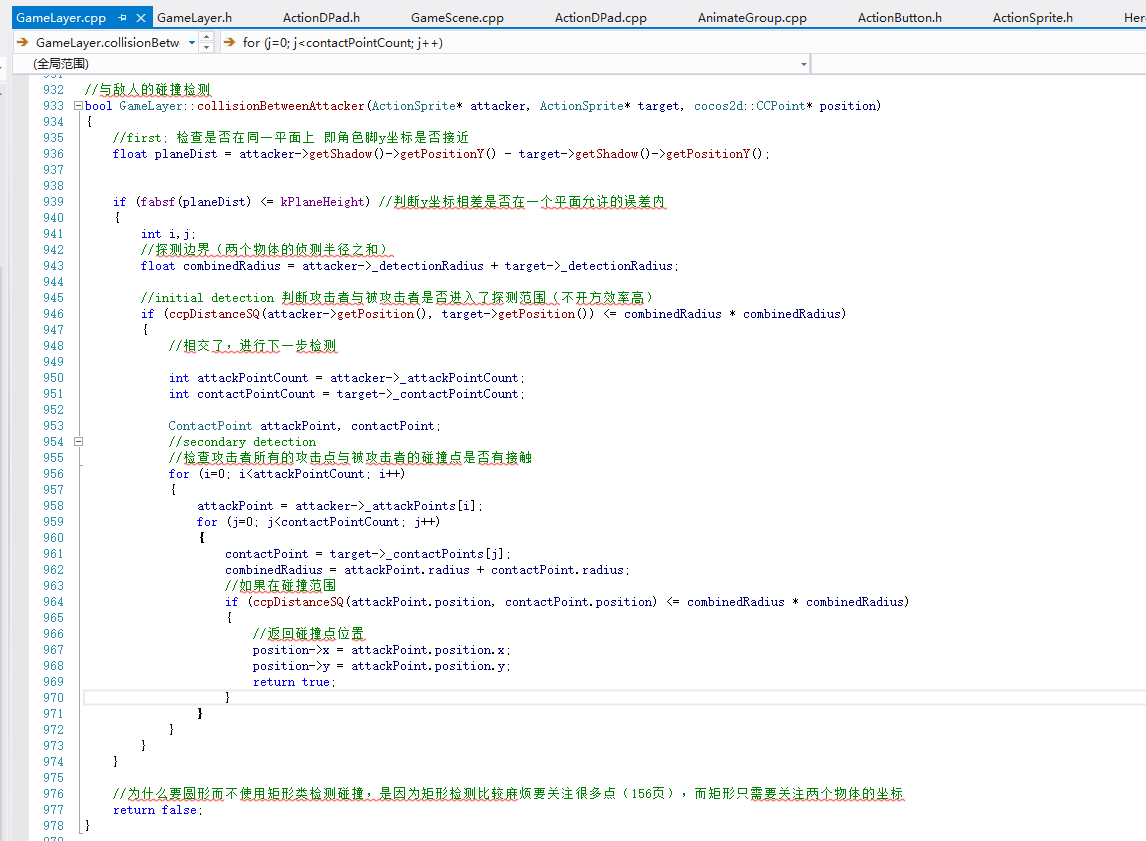 GameLayer.cpp GameLayer.h ActionDPad.h GameScene.cpp ActionDPad.cpp AnimateGroup.cpp ActionButton.h ActionSprite.h Her
GameLayer.collisionBetw for (j=0; j<contactPointCount; j++)
(全局范围)
931
932 //与敌人的碰撞检测
933 bool GameLayer::collisionBetweenAttacker(ActionSprite* attacker, ActionSprite* target, cocos2d::CCPoint* position)
934 {
935 //first; 检查是否在同一平面上 即角色脚y坐标是否接近
936 float planeDist = attacker->getShadow()->getPositionY() - target->getShadow()->getPositionY();
937
938
939 if (fabsf(planeDist) <= kPlaneHeight) //判断y坐标相差是否在一个平面允许的误差内
940 {
941 int i,j;
942 //探测边界(两个物体的侦测半径之和)
943 float combinedRadius = attacker->_detectionRadius + target->_detectionRadius;
944
945 //initial detection 判断攻击者与被攻击者是否进入了探测范围(不开方效率高)
946 if (ccpDistanceSQ(attacker->getPosition(), target->getPosition()) <= combinedRadius * combinedRadius)
947 {
948 //相交了，进行下一步检测
949
950 int attackPointCount = attacker->_attackPointCount;
951 int contactPointCount = target->_contactPointCount;
952
953 ContactPoint attackPoint, contactPoint;
954 //secondary detection
955 //检查攻击者所有的攻击点与被攻击者的碰撞点是否有接触
956 for (i=0; i<attackPointCount; i++)
957 {
958 attackPoint = attacker->_attackPoints[i];
959 for (j=0; j<contactPointCount; j++)
960 {
961 contactPoint = target->_contactPoints[j];
962 combinedRadius = attackPoint.radius + contactPoint.radius;
963 //如果在碰撞范围
964 if (ccpDistanceSQ(attackPoint.position, contactPoint.position) <= combinedRadius * combinedRadius)
965 {
966 //返回碰撞点位置
967 position->x = attackPoint.position.x;
968 position->y = attackPoint.position.y;
969 return true;
970 }
971 }
972 }
973 }
974 }
975
976 //为什么要圆形而不使用矩形类检测碰撞，是因为矩形检测比较麻烦要关注很多点(156页)，而矩形只需要关注两个物体的坐标
977 return false;
978 }
979